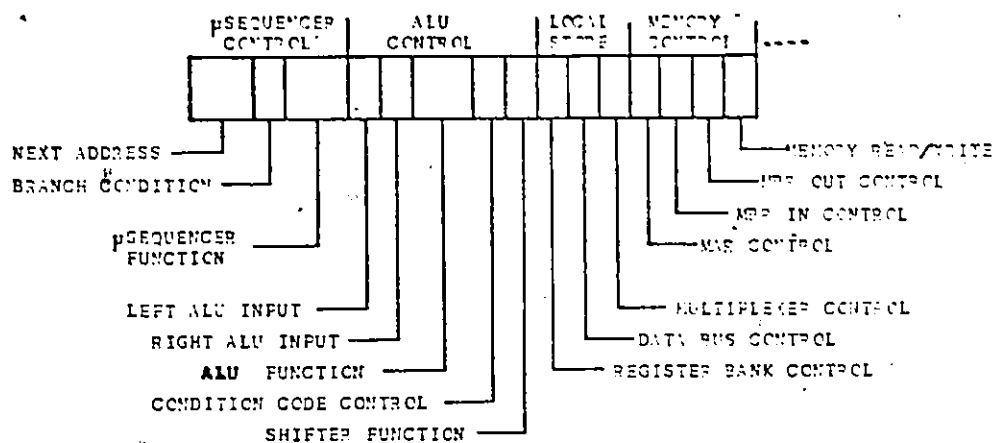 µSEQUENCER CONTROL
ALU CONTROL
LOCAL STORE
MEMORY CONTROL
NEXT ADDRESS
BRANCH CONDITION
µSEQUENCER
FUNCTION
LEFT ALU INPUT
RIGHT ALU INPUT
ALU FUNCTION
CONDITION CODE CONTROL
SHIFTER FUNCTION
MEMORY READ/WRITE
MBR OUT CONTROL
MBR IN CONTROL
MAR CONTROL
MULTIPLEXER CONTROL
DATA BUS CONTROL
REGISTER BANK CONTROL